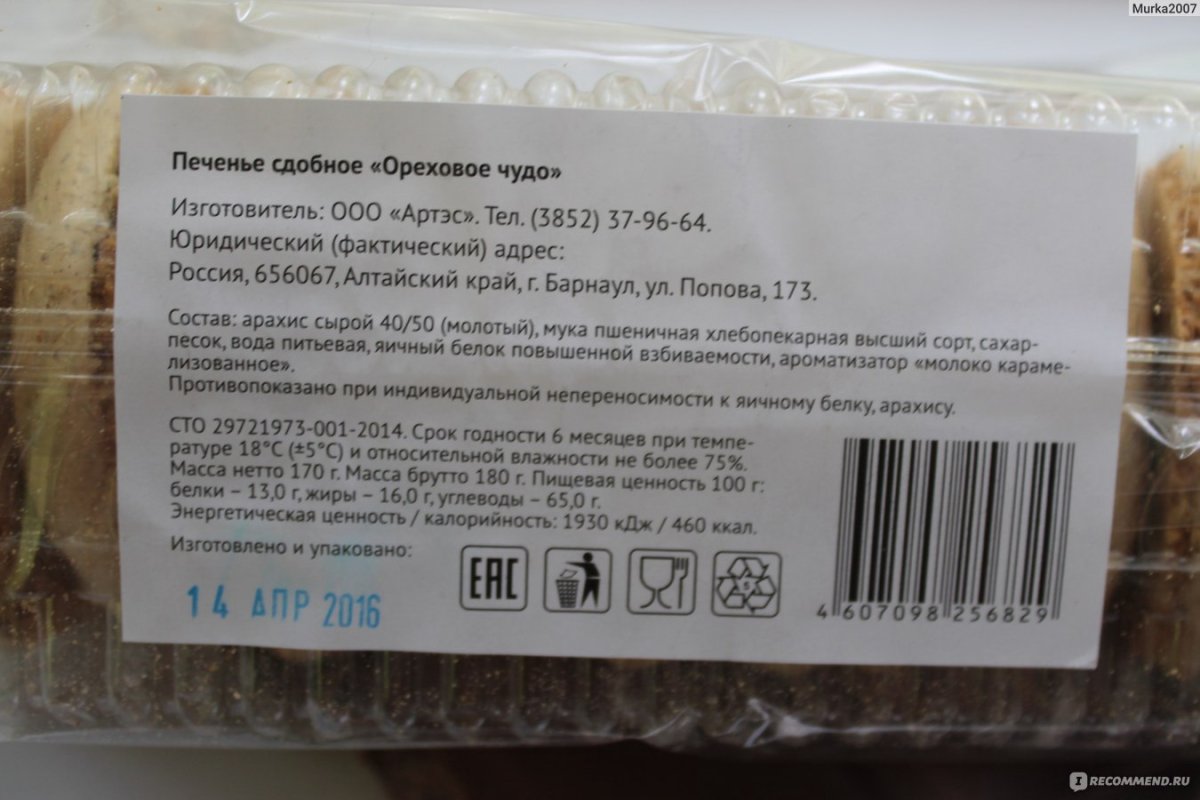 Murka2007
Печенье сдобное «Ореховое чудо»
Изготовитель: ООО «Артэс». Тел. (3852) 37-96-64.
Юридический (фактический) адрес:
Россия, 656067, Алтайский край, г. Барнаул, ул. Попова, 173.
Состав: арахис сырой 40/50 (молотый), мука пшеничная хлебопекарная высший сорт, сахар-
песок, вода питьевая, яичный белок повышенной взбиваемости, ароматизатор «молоко караме-
лизованное».
Противопоказано при индивидуальной непереносимости к яичному белку, арахису.
СТО 29721973-001-2014. Срок годности 6 месяцев при темпе-
ратуре 18°С (±5°С) и относительной влажности не более 75%.
Масса нетто 170 г. Масса брутто 180 г. Пищевая ценность 100 г:
белки – 13,0 г, жиры – 16,0 г, углеводы – 65,0 г.
Энергетическая ценность / калорийность: 1930 кДж / 460 ккал.
Изготовлено и упаковано:
14 АПР 2016
ЕАС
5
4 607098 256829
RECOMMEND.RU